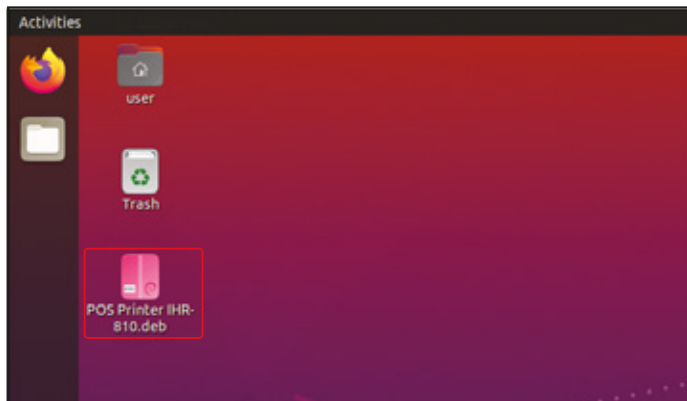 Activities
user
Trash
POS Printer IHR-
810.deb